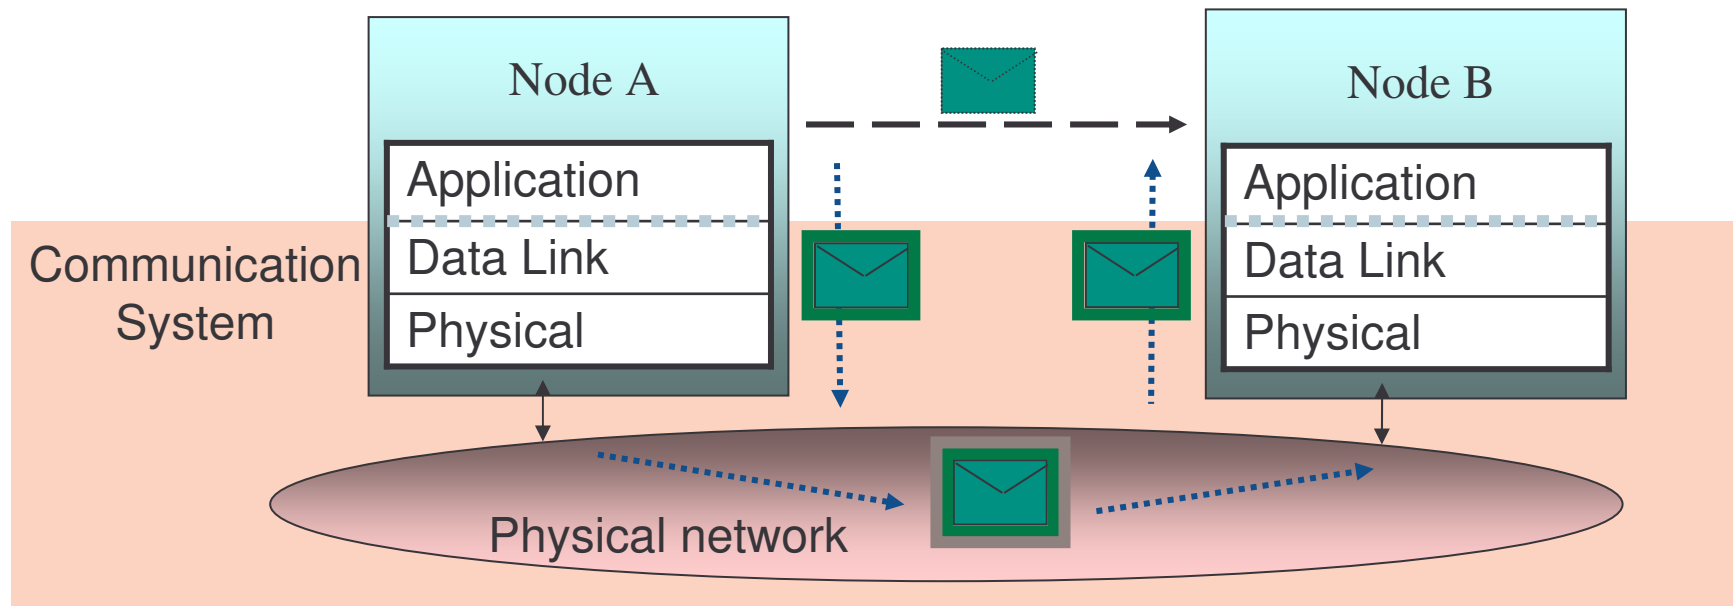 Node A
Node B
Application
Data Link
Physical
Application
Data Link
Physical
Communication
System
Physical network